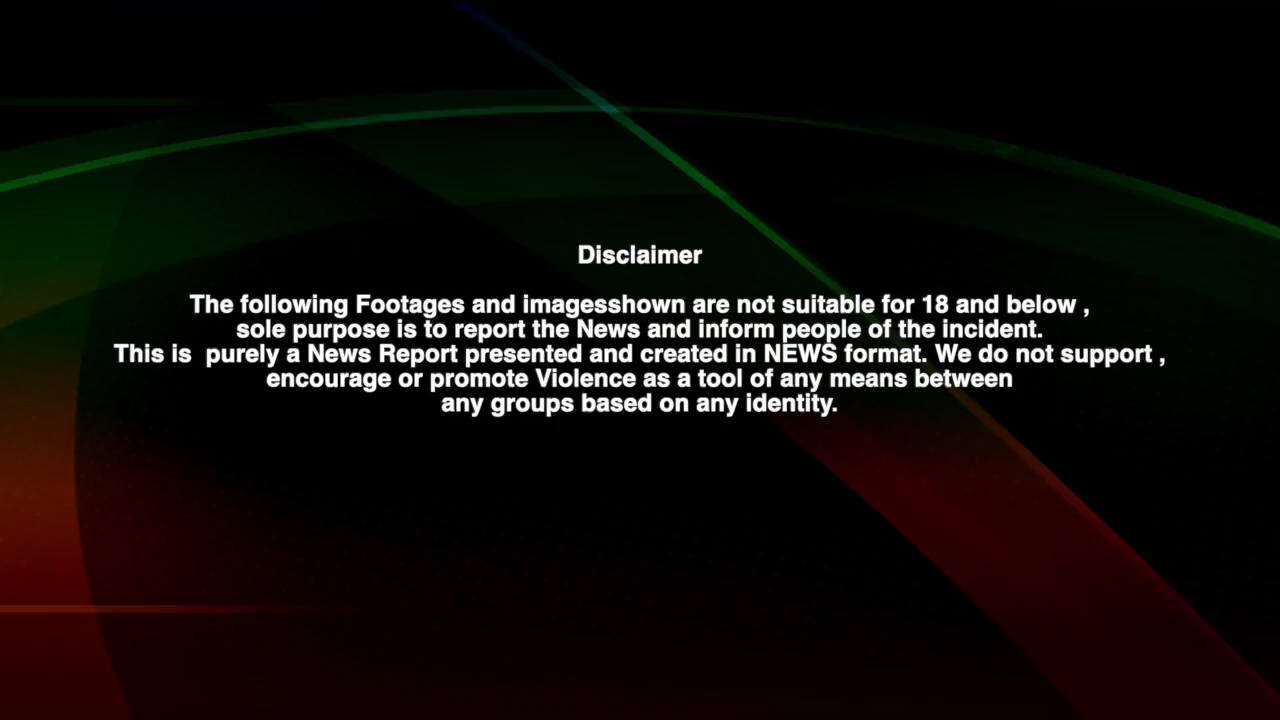 Disclaimer
The following Footages and imagesshown are not suitable for 18 and below ,
sole purpose is to report the News and inform people of the incident.
This is  purely a News Report presented and created in NEWS format. We do not support ,
encourage or promote Violence as a tool of any means between
any groups based on any identity.